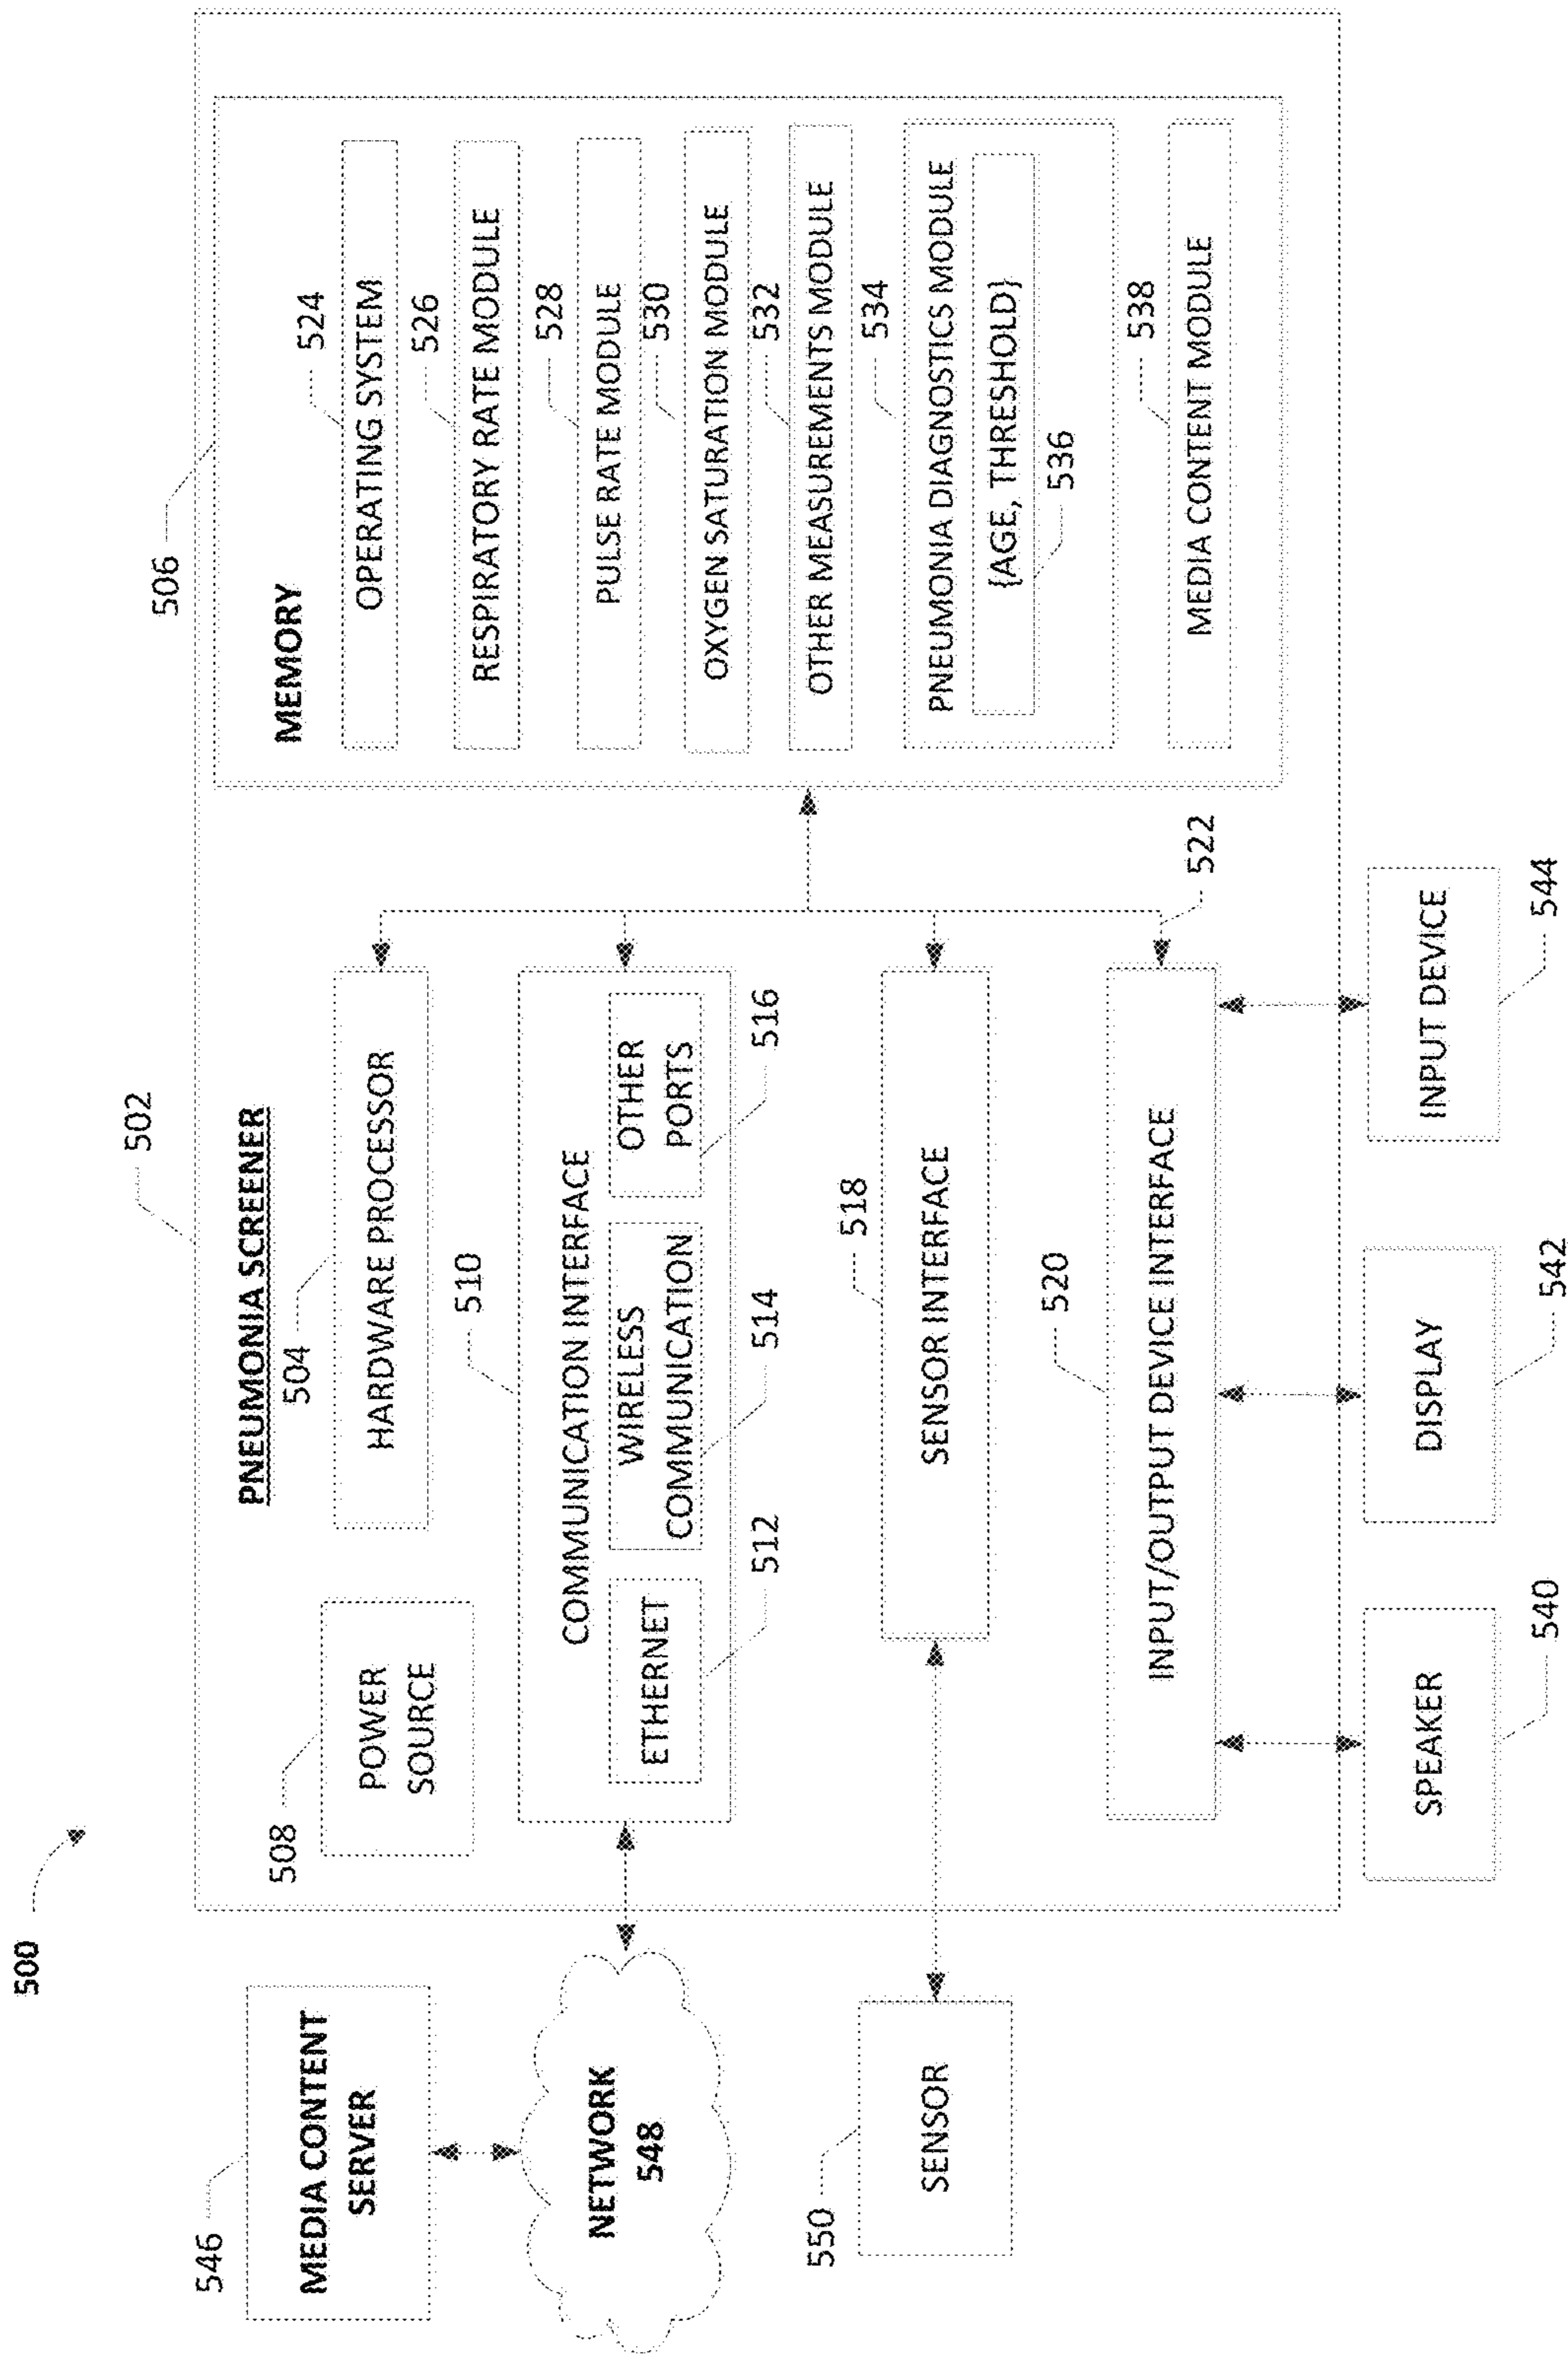 500
502
506
PNEUMONIA SCREENER
508
POWER
SOURCE
504
HARDWARE PROCESSOR
510
COMMUNICATION INTERFACE
ETHERNET
WIRELESS
COMMUNICATION
OTHER
PORTS
512
514
516
518
SENSOR INTERFACE
520
INPUT/OUTPUT DEVICE INTERFACE
522
MEMORY
524
OPERATING SYSTEM
526
RESPIRATORY RATE MODULE
528
PULSE RATE MODULE
530
OXYGEN SATURATION MODULE
532
OTHER MEASUREMENTS MODULE
534
PNEUMONIA DIAGNOSTICS MODULE
{AGE, THRESHOLD}
536
538
MEDIA CONTENT MODULE
546
MEDIA CONTENT
SERVER
NETWORK
548
550
SENSOR
SPEAKER
540
DISPLAY
542
INPUT DEVICE
544